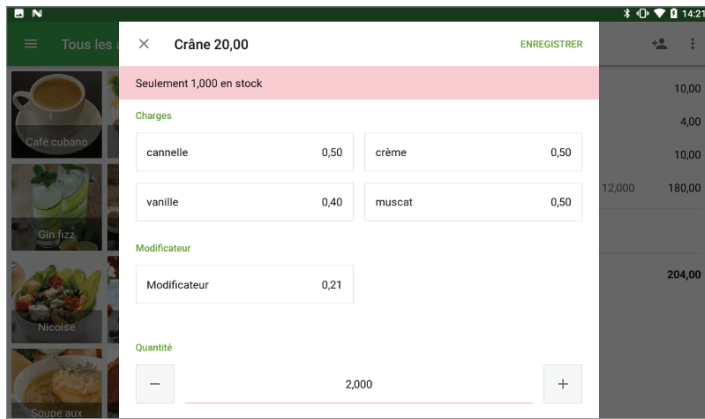 14:21
Tous les
Crâne 20,00
ENREGISTRER
Seulement 1,000 en stock
Charges
cannelle 0,50
crème 0,50
vanille 0,40
muscat 0,50
Modificateur
Modificateur 0,21
Quantité
— 2,000 +
Café cubano
Gin fizz
Nicoise
Soupe aux
10,00
4,00
10,00
12,000 180,00
204,00